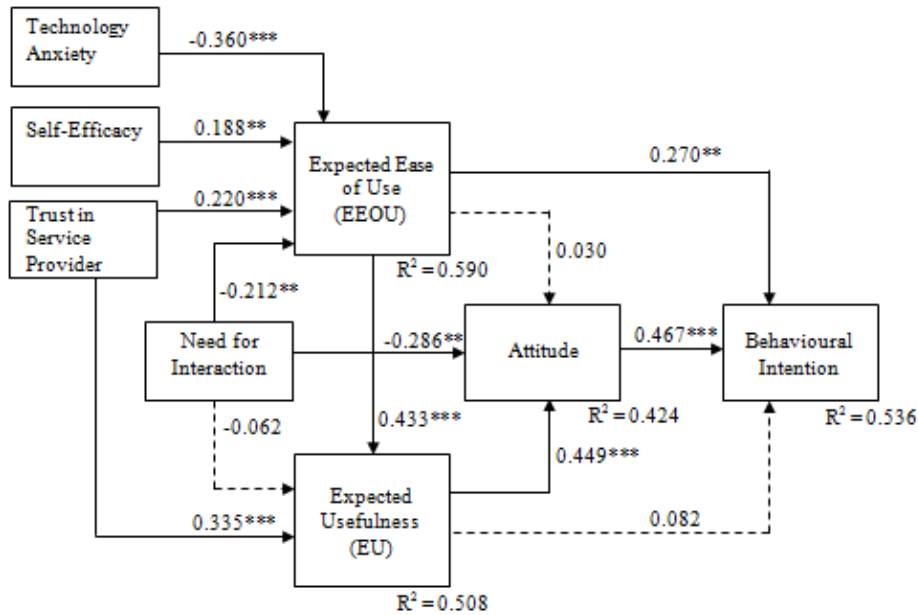 Technology
Anxiety
-0.360***
Self-Efficacy
0.188**
Expected Ease
of Use
(EEOU)
0.270**
Trust in
Service
Provider
0.220***
0.030
R² = 0.590
-0.212**
Need for
Interaction
-0.286**
Attitude
0.467***
Behavioural
Intention
R² = 0.424
R² = 0.536
-0.062
0.433***
0.449***
Expected
Usefulness
(EU)
0.335***
0.082
R² = 0.508